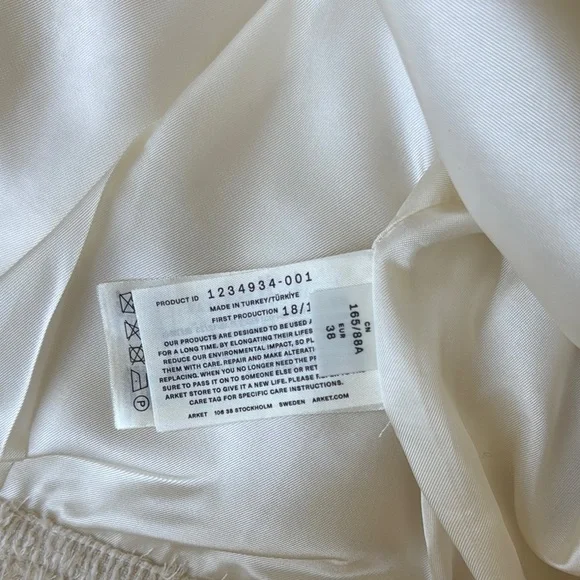 PRODUCT ID 1234934-001
MADE IN TURKEY/TÜRKİYE
FIRST PRODUCTION 18/1
OUR PRODUCTS ARE DESIGNED TO BE USED
FOR A LONG TIME. BY ELONGATING THEIR LIFES
REDUCE OUR ENVIRONMENTAL IMPACT, SO
THEM WITH CARE. REPAIR AND MAKE ALTERAT
REPLACING. WHEN YOU NO LONGER NEED THE
SURE TO PASS IT ON TO SOMEONE ELSE OR RET
ARKET STORE TO GIVE IT A NEW LIFE. PLEASE
CARE TAG FOR SPECIFIC CARE INSTRUCTIONS.
ARKET 106 38 STOCKHOLM SWEDEN ARKET.COM
CN
165/88A
EUR
38
P